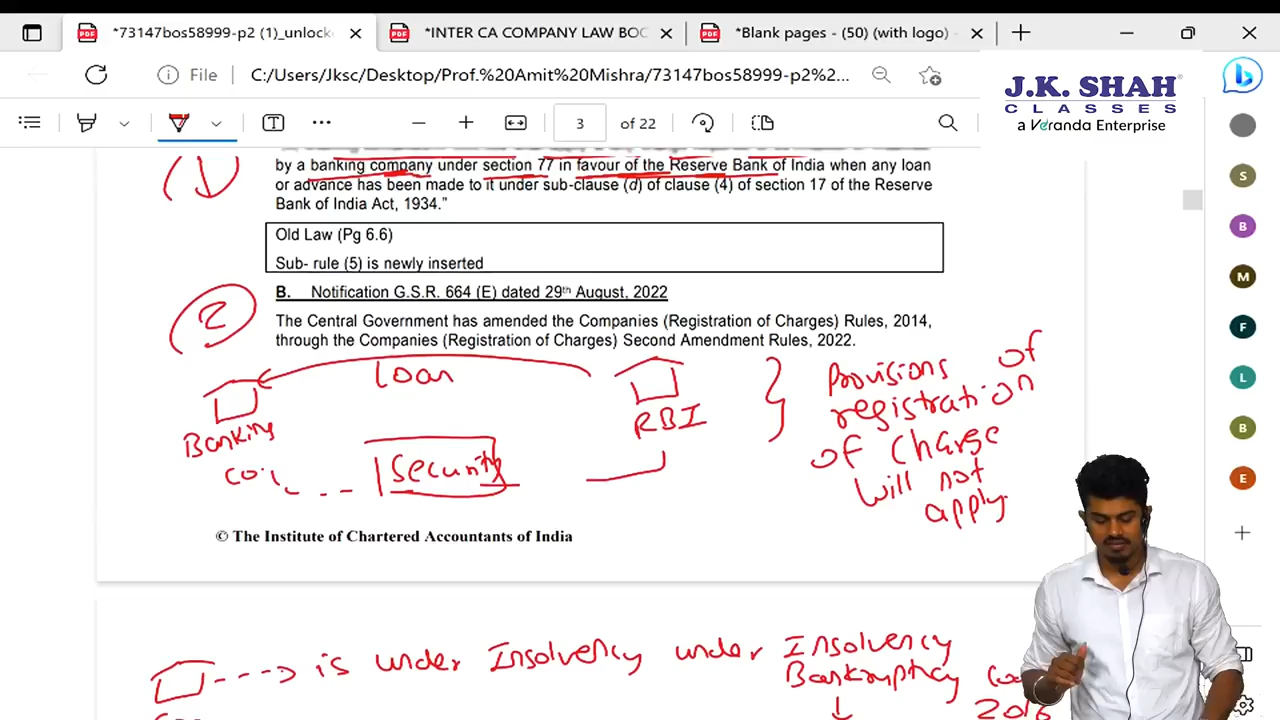 *73147bos58999-p2 (1)_unlock
*INTER CA COMPANY LAW BOO
*Blank pages - (50) (with logo) -
File
C:/Users/Jksc/Desktop/Prof.%20Amit%20Mishra/73147bos58999-p2%2...
J.K. SHAH
CLASSES
a Veranda Enterprise
3 of 22
by a banking company under section 77 in favour of the Reserve Bank of India when any loan
or advance has been made to it under sub-clause (d) of clause (4) of section 17 of the Reserve
Bank of India Act, 1934."
1
Old Law (Pg 6.6)
Sub- rule (5) is newly inserted
2
B. Notification G.S.R. 664 (E) dated 29th August, 2022
The Central Government has amended the Companies (Registration of Charges) Rules, 2014,
through the Companies (Registration of Charges) Second Amendment Rules, 2022.
loan
Banking
co.
RBI
Security
Provisions of
registration
of charge
will not
apply
© The Institute of Chartered Accountants of India
is under Insolvency under Insolvency
Bankruptcy
2016
S
B
M
F
L
B
E